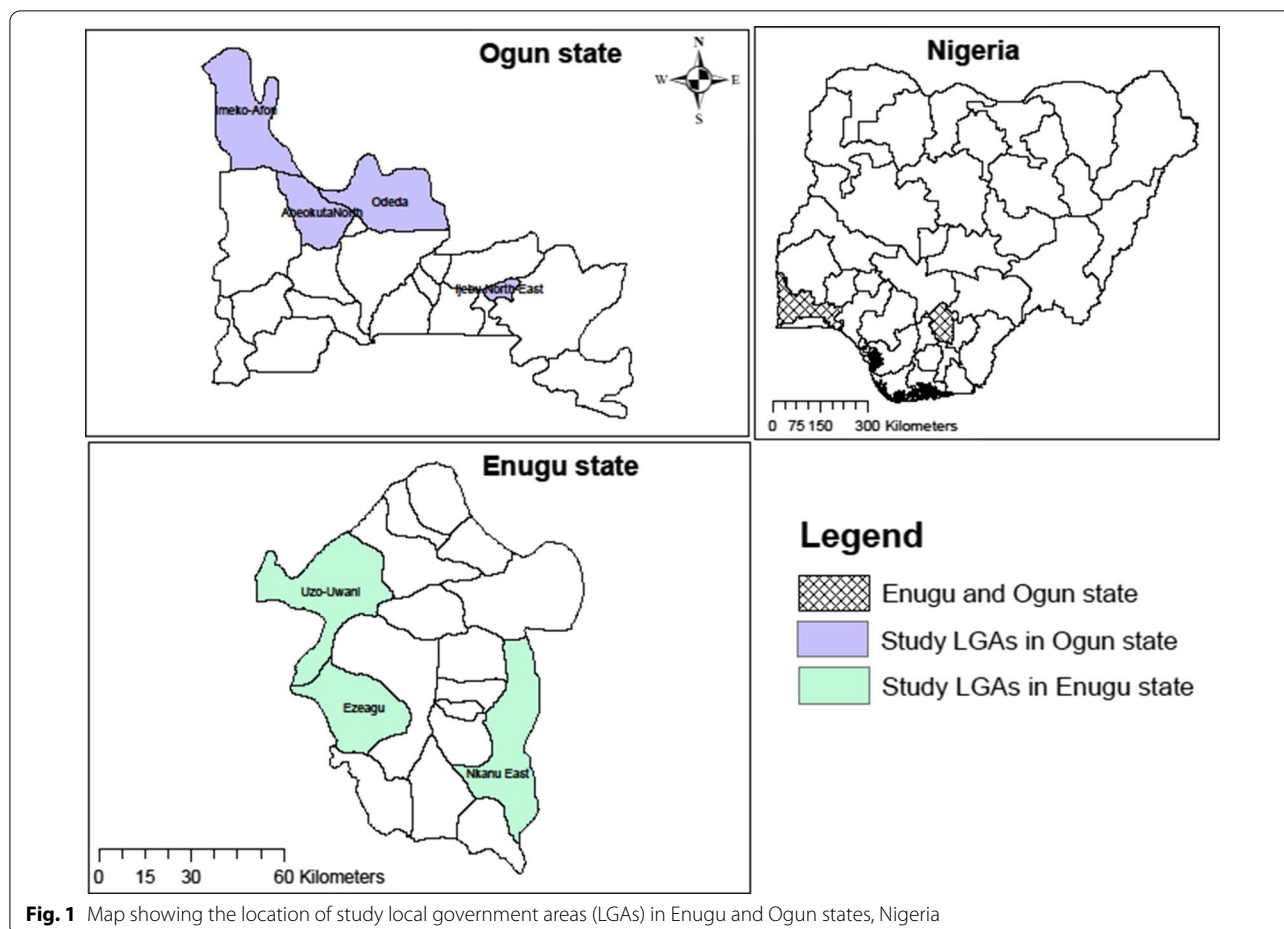 Ogun state
N
W
E
S
Imeko-Afon
AbeokutaNorth
Odeda
Ijebu North-East
Nigeria
0 75 150 300 Kilometers
Enugu state
Uzo-Uwani
Ezeagu
Nkanu East
0 15 30 60 Kilometers
Legend
Enugu and Ogun state
Study LGAs in Ogun state
Study LGAs in Enugu state
Fig. 1 Map showing the location of study local government areas (LGAs) in Enugu and Ogun states, Nigeria